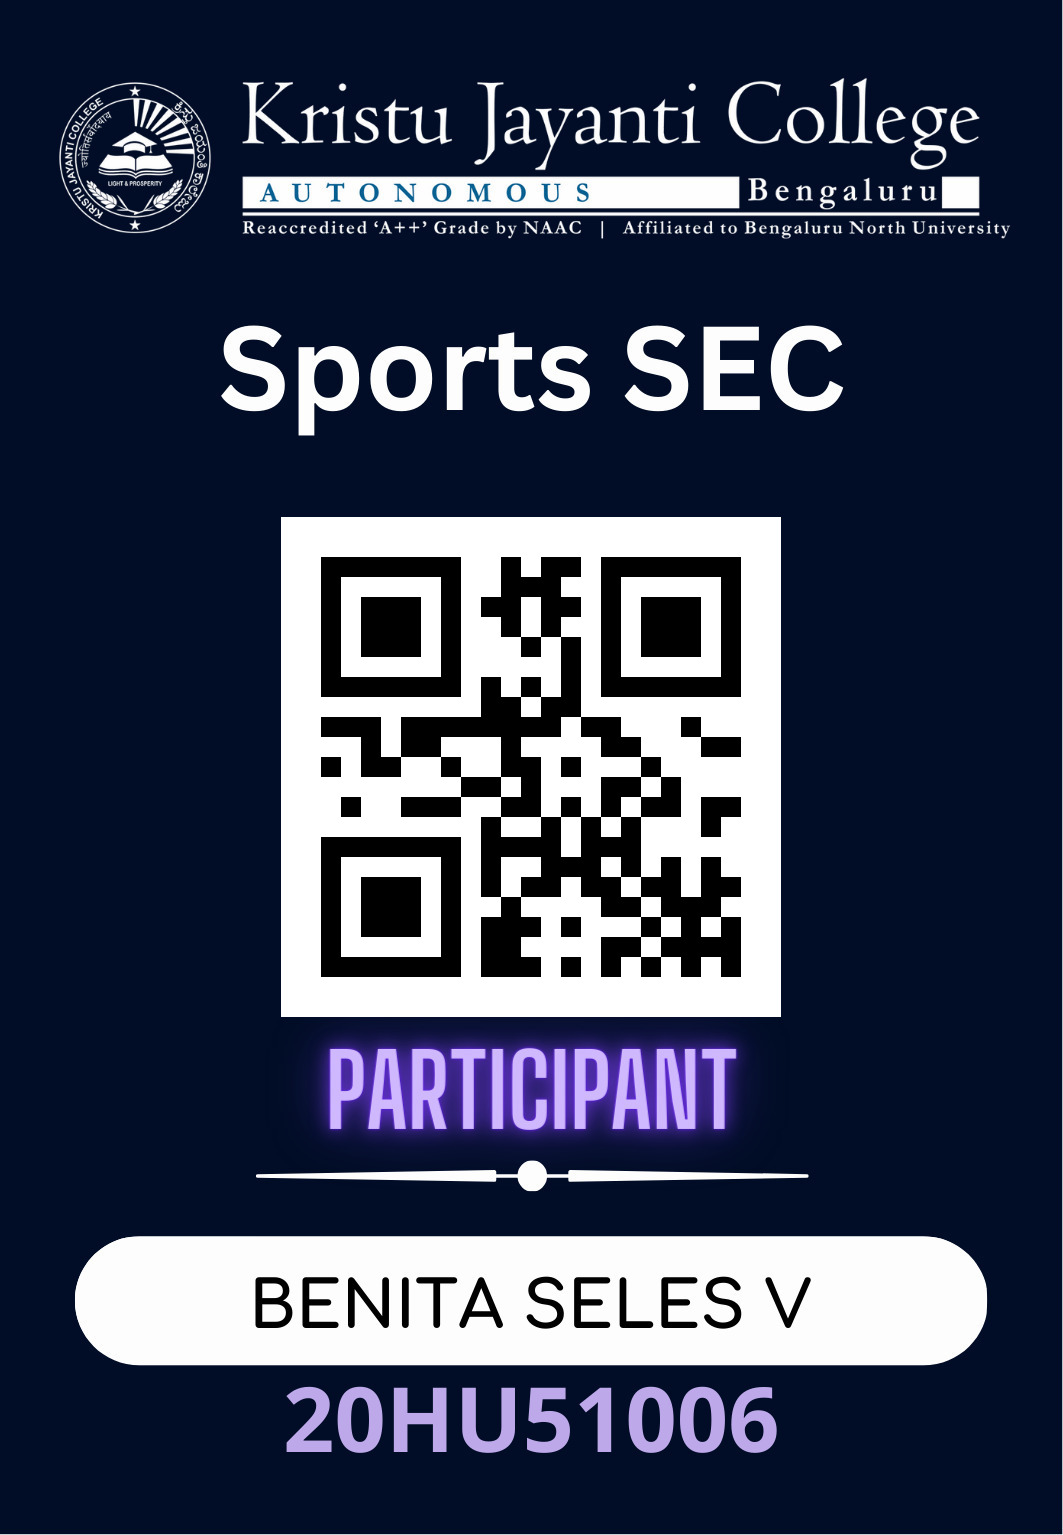 Kristu Jayanti College
AUTONOMOUS Bengaluru
Reaccredited ‘A++’ Grade by NAAC | Affiliated to Bengaluru North University
KRISTU JAYANTI COLLEGE
LIGHT & PROSPERITY
Sports SEC
PARTICIPANT
BENITA SELES V
20HU51006